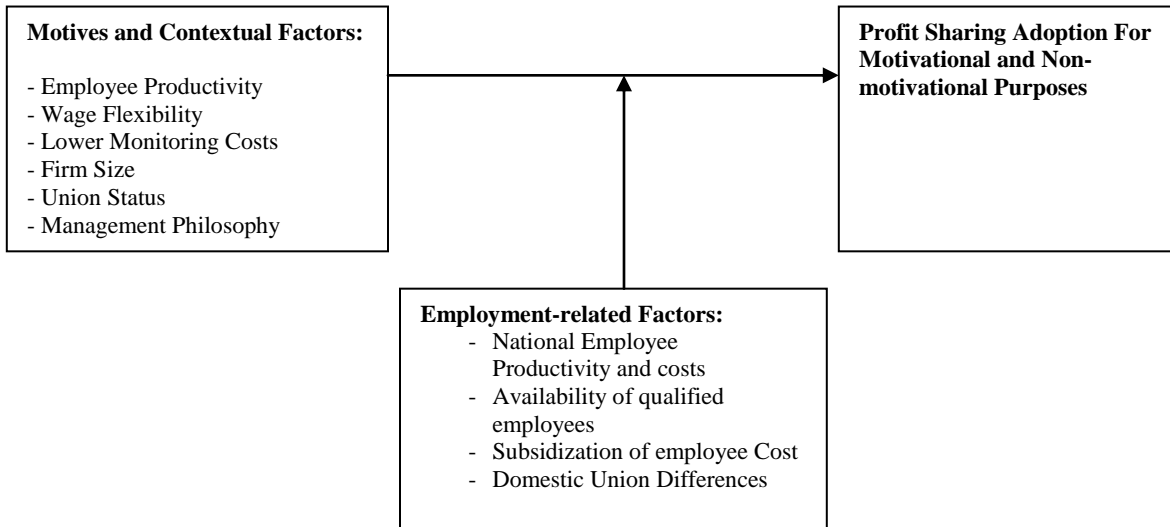 Motives and Contextual Factors:
- Employee Productivity
- Wage Flexibility
- Lower Monitoring Costs
- Firm Size
- Union Status
- Management Philosophy
Profit Sharing Adoption For
Motivational and Non-
motivational Purposes
Employment-related Factors:
- National Employee
Productivity and costs
- Availability of qualified
employees
- Subsidization of employee Cost
- Domestic Union Differences